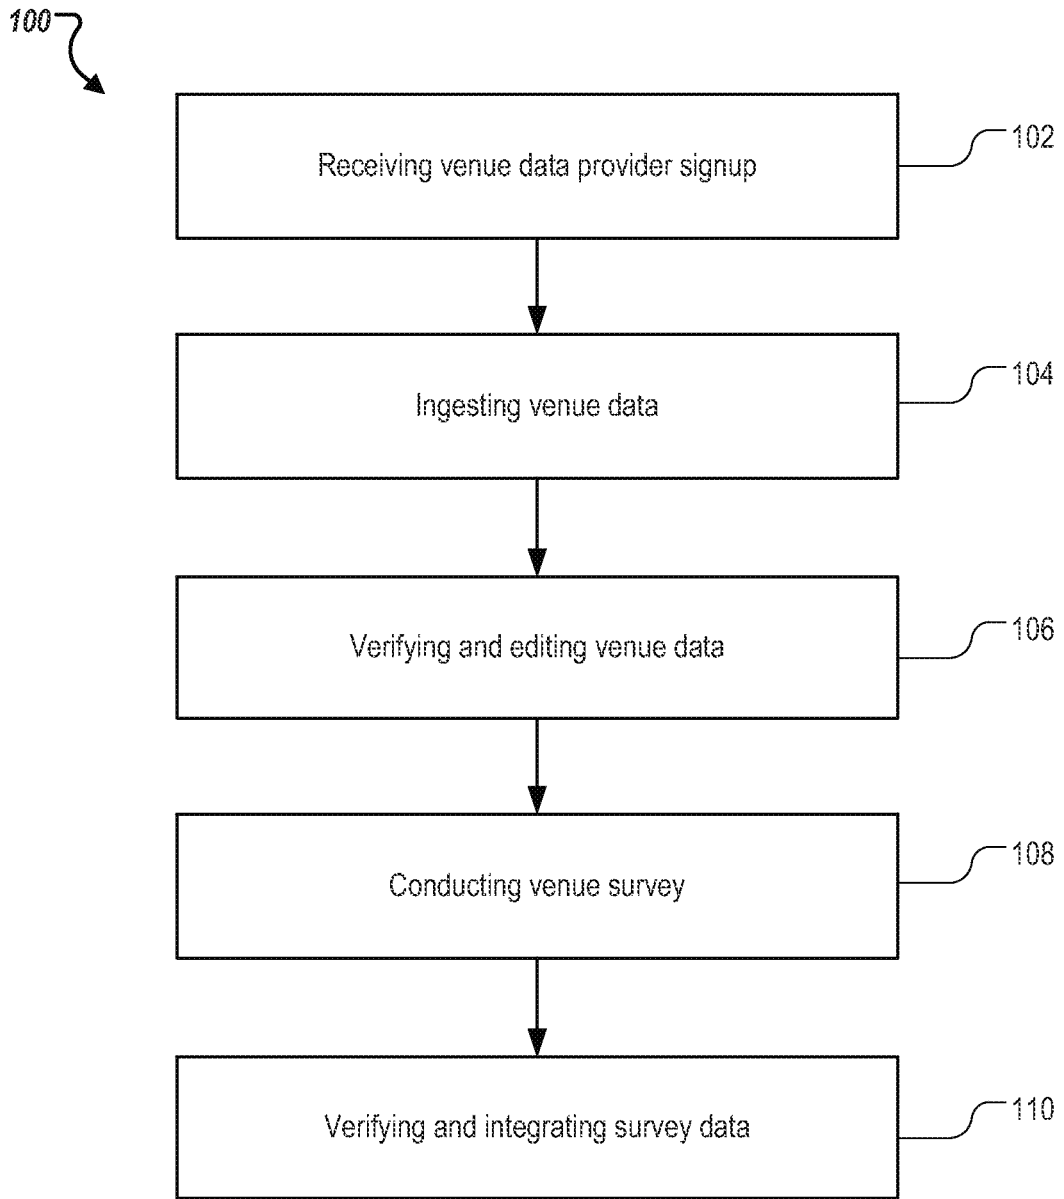 100
Receiving venue data provider signup
102
Ingesting venue data
104
Verifying and editing venue data
106
Conducting venue survey
108
Verifying and integrating survey data
110